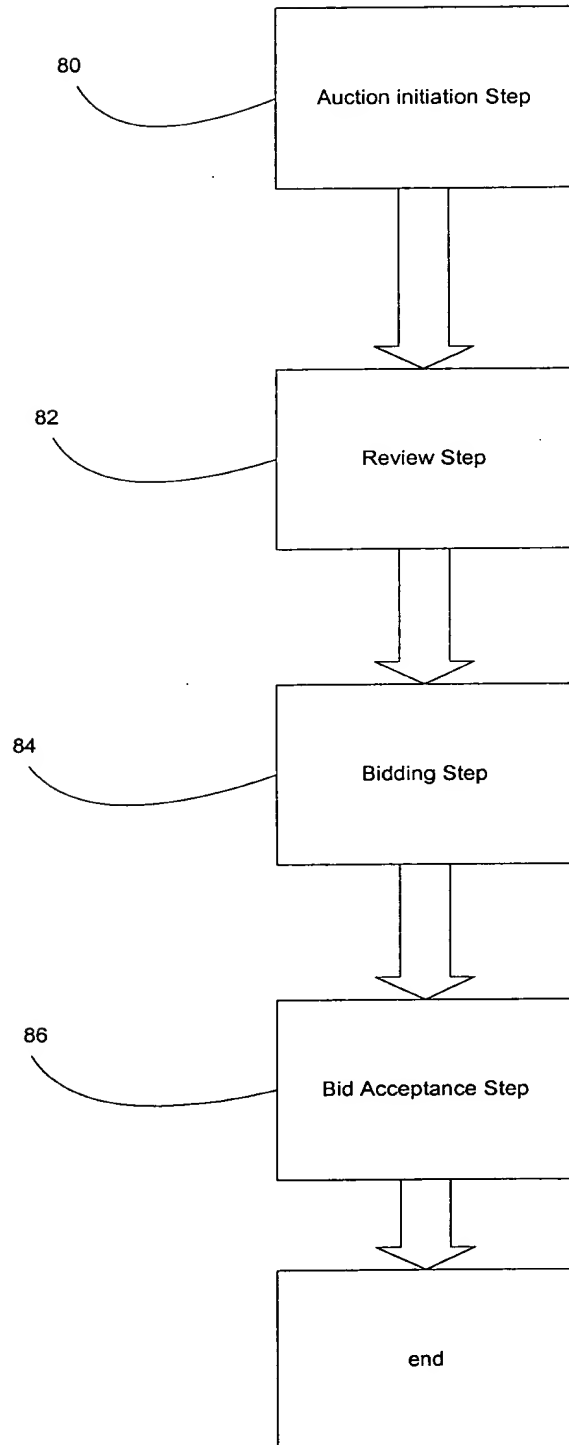 80
Auction initiation Step
82
Review Step
84
Bidding Step
86
Bid Acceptance Step
end